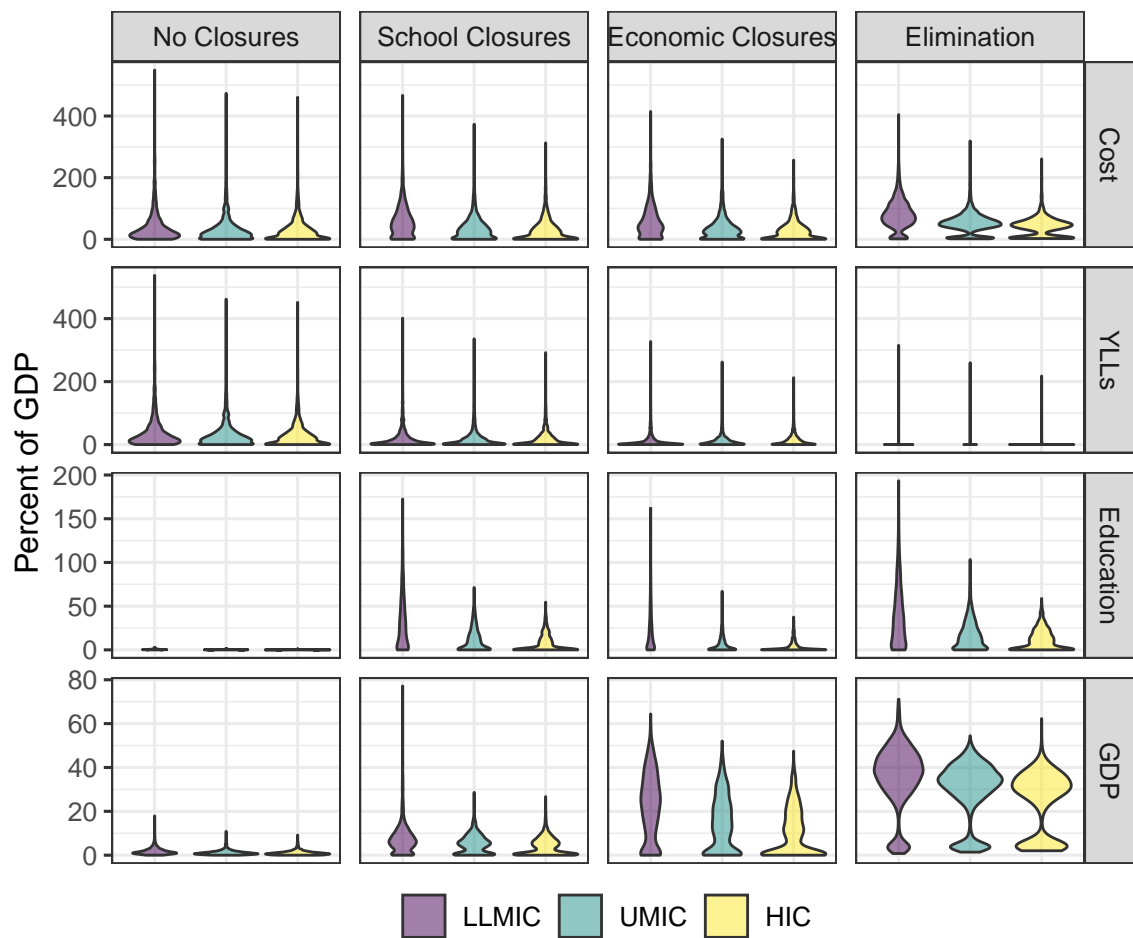 No Closures School Closures Economic Closures Elimination
Percent of GDP
400
200
0
Cost
400
200
0
YLLs
200
150
100
50
0
Education
80
60
40
20
0
GDP
LLMIC UMIC HIC